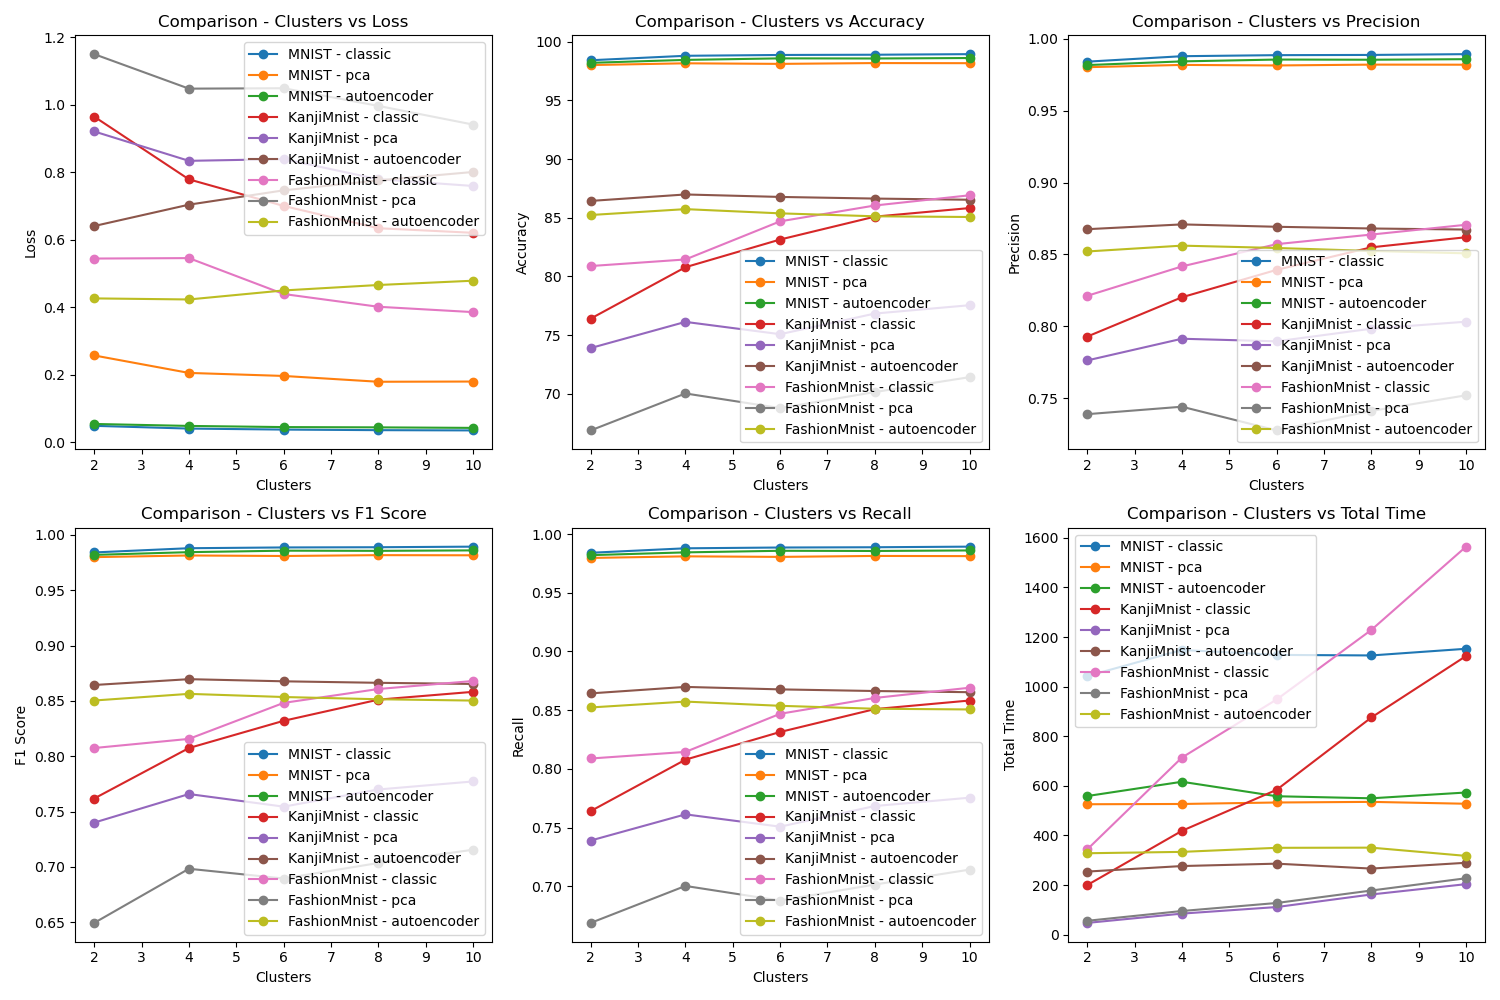 Comparison - Clusters vs Loss
1.2
1.0
0.8
0.6
0.4
0.2
0.0
Loss
2 3 4 5 6 7 8 9 10
Clusters
MNIST - classic
MNIST - pca
MNIST - autoencoder
KanjiMnist - classic
KanjiMnist - pca
KanjiMnist - autoencoder
FashionMnist - classic
FashionMnist - pca
FashionMnist - autoencoder
Comparison - Clusters vs Accuracy
100
95
90
85
80
75
70
Accuracy
2 3 4 5 6 7 8 9 10
Clusters
MNIST - classic
MNIST - pca
MNIST - autoencoder
KanjiMnist - classic
KanjiMnist - pca
KanjiMnist - autoencoder
FashionMnist - classic
FashionMnist - pca
FashionMnist - autoencoder
Comparison - Clusters vs Precision
1.00
0.95
0.90
0.85
0.80
0.75
Precision
2 3 4 5 6 7 8 9 10
Clusters
MNIST - classic
MNIST - pca
MNIST - autoencoder
KanjiMnist - classic
KanjiMnist - pca
KanjiMnist - autoencoder
FashionMnist - classic
FashionMnist - pca
FashionMnist - autoencoder
Comparison - Clusters vs F1 Score
1.00
0.95
0.90
0.85
0.80
0.75
0.70
0.65
F1 Score
2 3 4 5 6 7 8 9 10
Clusters
MNIST - classic
MNIST - pca
MNIST - autoencoder
KanjiMnist - classic
KanjiMnist - pca
KanjiMnist - autoencoder
FashionMnist - classic
FashionMnist - pca
FashionMnist - autoencoder
Comparison - Clusters vs Recall
1.00
0.95
0.90
0.85
0.80
0.75
0.70
Recall
2 3 4 5 6 7 8 9 10
Clusters
MNIST - classic
MNIST - pca
MNIST - autoencoder
KanjiMnist - classic
KanjiMnist - pca
KanjiMnist - autoencoder
FashionMnist - classic
FashionMnist - pca
FashionMnist - autoencoder
Comparison - Clusters vs Total Time
1600
1400
1200
1000
800
600
400
200
0
Total Time
2 3 4 5 6 7 8 9 10
Clusters
MNIST - classic
MNIST - pca
MNIST - autoencoder
KanjiMnist - classic
KanjiMnist - pca
KanjiMnist - autoencoder
FashionMnist - classic
FashionMnist - pca
FashionMnist - autoencoder